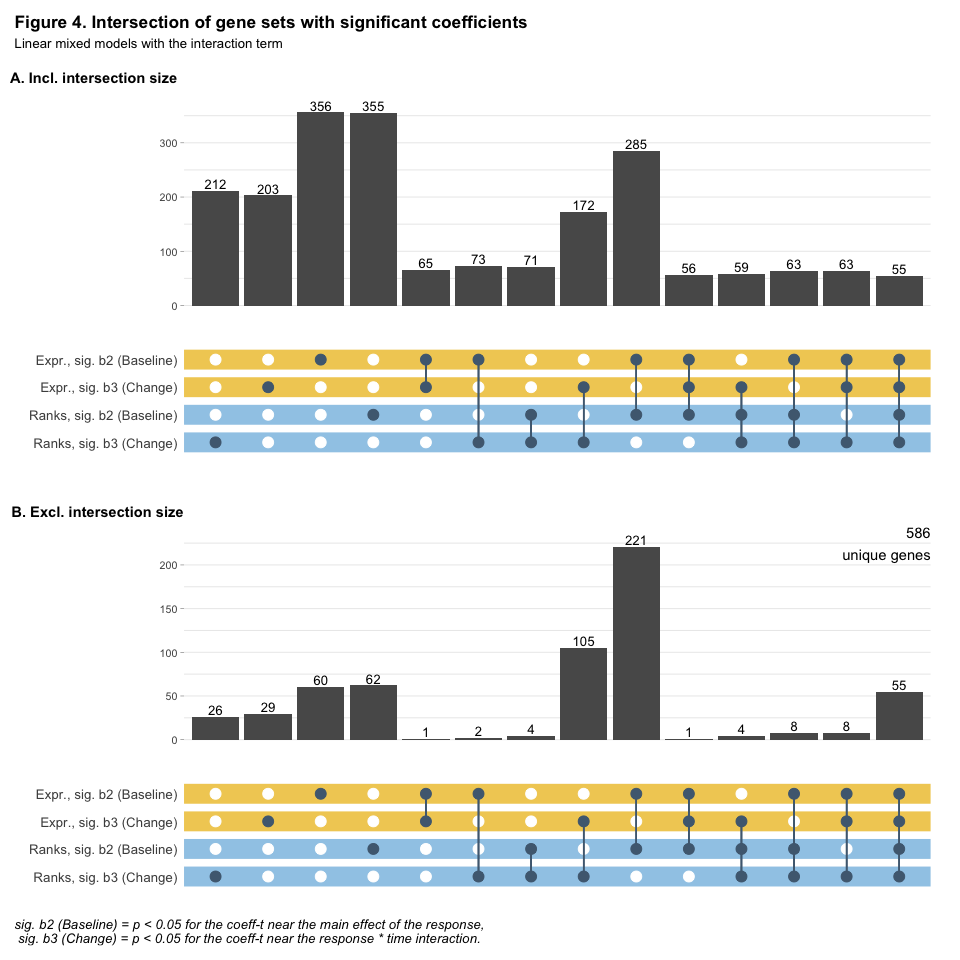 Figure 4. Intersection of gene sets with significant coefficients
Linear mixed models with the interaction term
A. Incl. intersection size
356 355
300
285
212 203
200
172
100
65 73 71
56 59 63 63 55
0
Expr., sig. b2 (Baseline)
Expr., sig. b3 (Change)
Ranks, sig. b2 (Baseline)
Ranks, sig. b3 (Change)
B. Excl. intersection size
586
unique genes
221
200
150
105
100
60 62
55
50
26 29
1 2 4
1 4 8 8
0
Expr., sig. b2 (Baseline)
Expr., sig. b3 (Change)
Ranks, sig. b2 (Baseline)
Ranks, sig. b3 (Change)
sig. b2 (Baseline) = p < 0.05 for the coeff-t near the main effect of the response,
sig. b3 (Change) = p < 0.05 for the coeff-t near the response * time interaction.